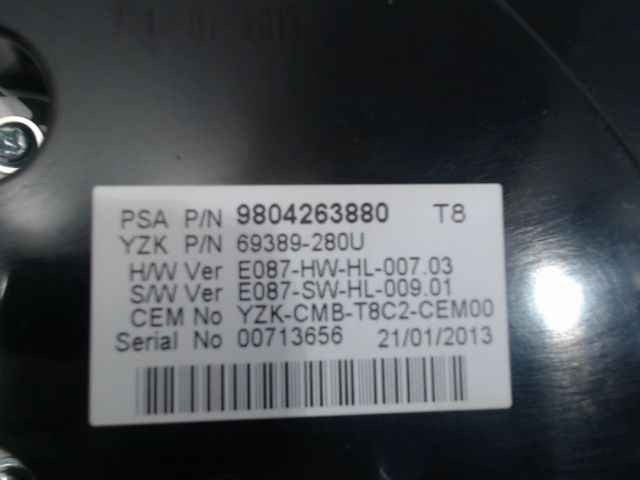 PSA P/N 9804263880 T8
YZK P/N 69389-280U
H/W Ver E087-HW-HL-007.03
S/W Ver E087-SW-HL-009.01
CEM No YZK-CMB-T8C2-CEM00
Serial No 00713656 21/01/2013